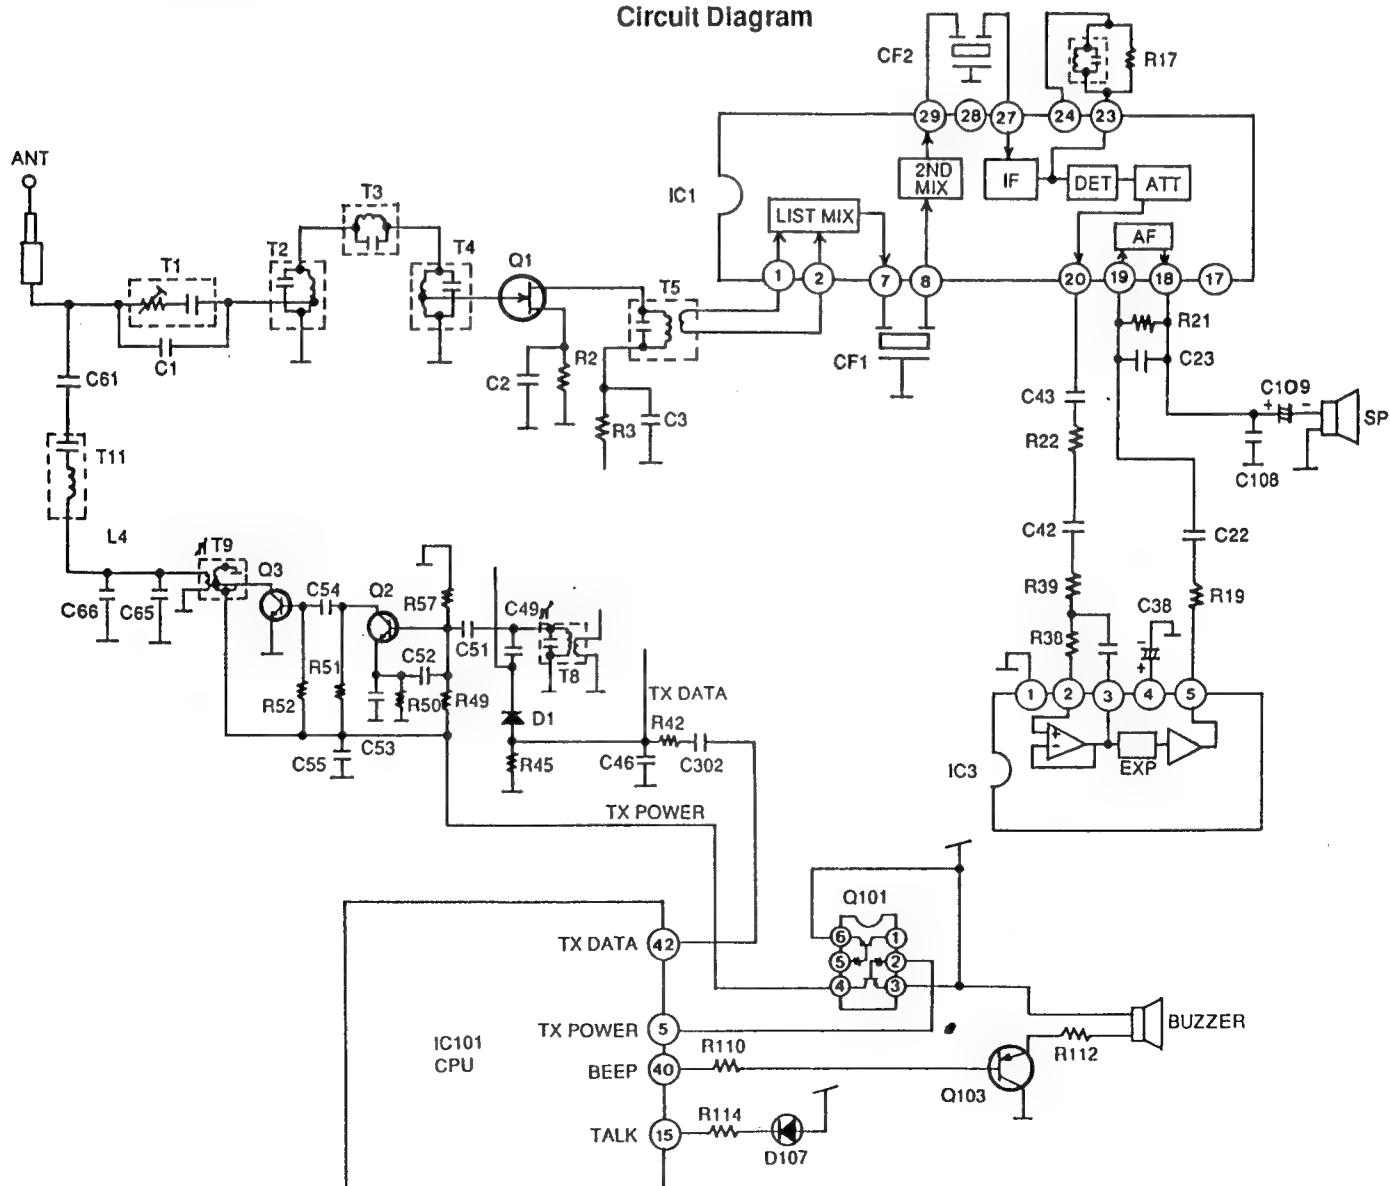 Circuit Diagram
ANT
T1
C1
T2
T3
T4
Q1
C2
R2
T5
R3
C3
C61
T11
L4
C66
C65
T9
Q3
C54
Q2
R52
R51
C55
C53
C52
R50
R57
R49
C51
C49
T8
D1
R45
C46
TX DATA
R42
C302
TX POWER
CF2
R17
29
28
27
24
23
IC1
LIST MIX
2ND
MIX
IF
DET
ATT
AF
1
2
7
8
20
19
18
17
CF1
R21
C23
C43
R22
C109
+
-
SP
C108
C42
C22
R39
R19
R38
C38
-
+
1
2
3
4
5
+
-
EXP
IC3
Q101
6
1
5
2
4
3
TX DATA
42
TX POWER
5
IC101
CPU
BEEP
40
R110
TALK
15
R114
D107
Q103
R112
BUZZER